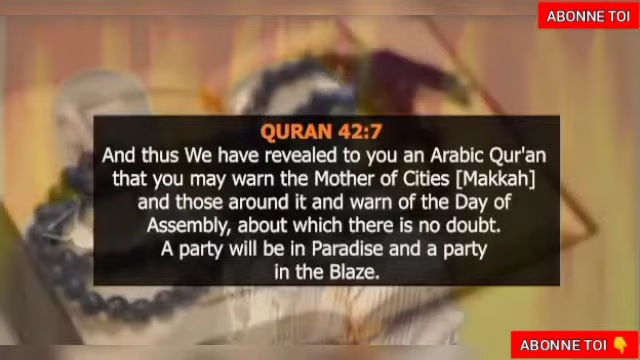 ABONNE TOI
QURAN 42:7
And thus We have revealed to you an Arabic Qur'an
that you may warn the Mother of Cities [Makkah]
and those around it and warn of the Day of
Assembly, about which there is no doubt.
A party will be in Paradise and a party
in the Blaze.
ABONNE TOI 👇